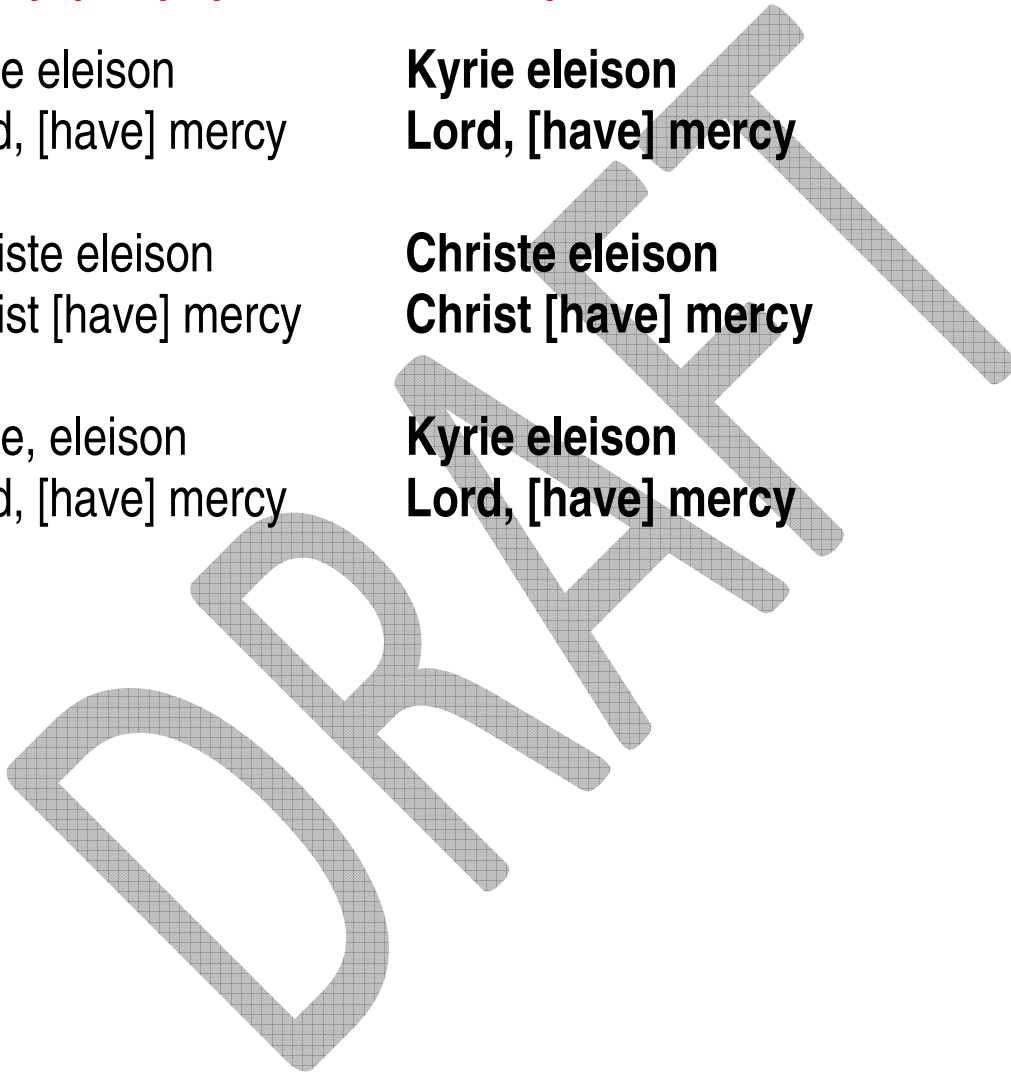 e eleison Kyrie eleison
d, [have] mercy Lord, [have] mercy
iste eleison Christe eleison
ist [have] mercy Christ [have] mercy
e, eleison Kyrie eleison
d, [have] mercy Lord, [have] mercy
DRAFT